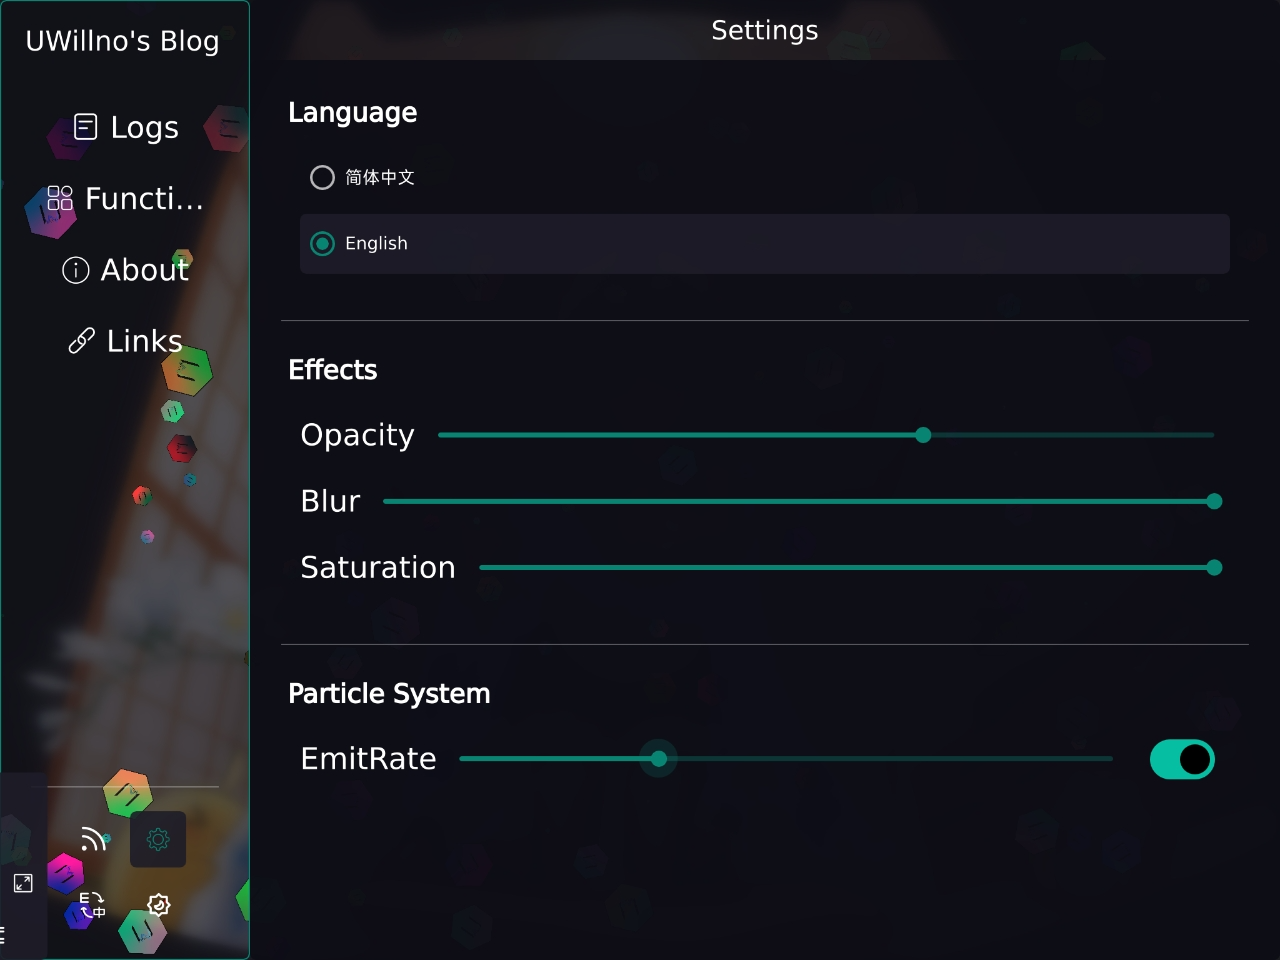 UWillno's Blog
Logs
Functi...
About
Links
Settings
Language
简体中文
English
Effects
Opacity
Blur
Saturation
Particle System
EmitRate
E
中